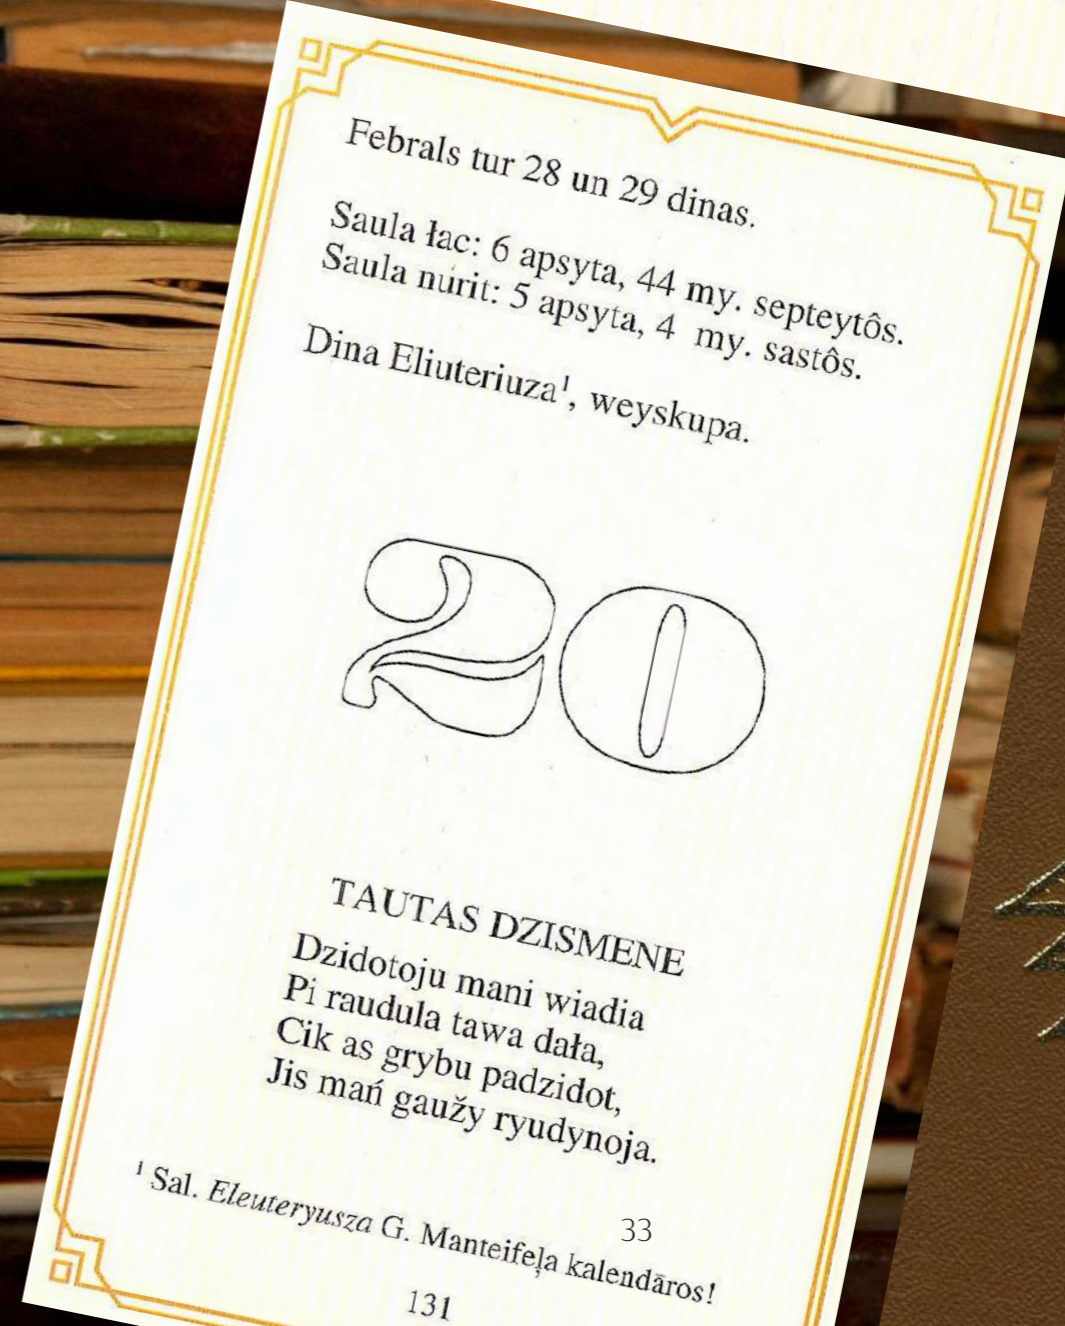 Febrals tur 28 un 29 dinas.
Saula łac: 6 apsyta, 44 my. septeytôs.
Saula nurit: 5 apsyta, 4 my. sastôs.
Dina Eliuteriuza¹, weyskupa.
20
TAUTAS DZISMENE
Dzidotoju mani wiadia
Pi raudula tawa dała,
Cik as grybu padzidot,
Jis mań gaužy ryudynoja.
¹ Sal. Eleuteryusza G. Manteifeļa kalendāros!
33
131